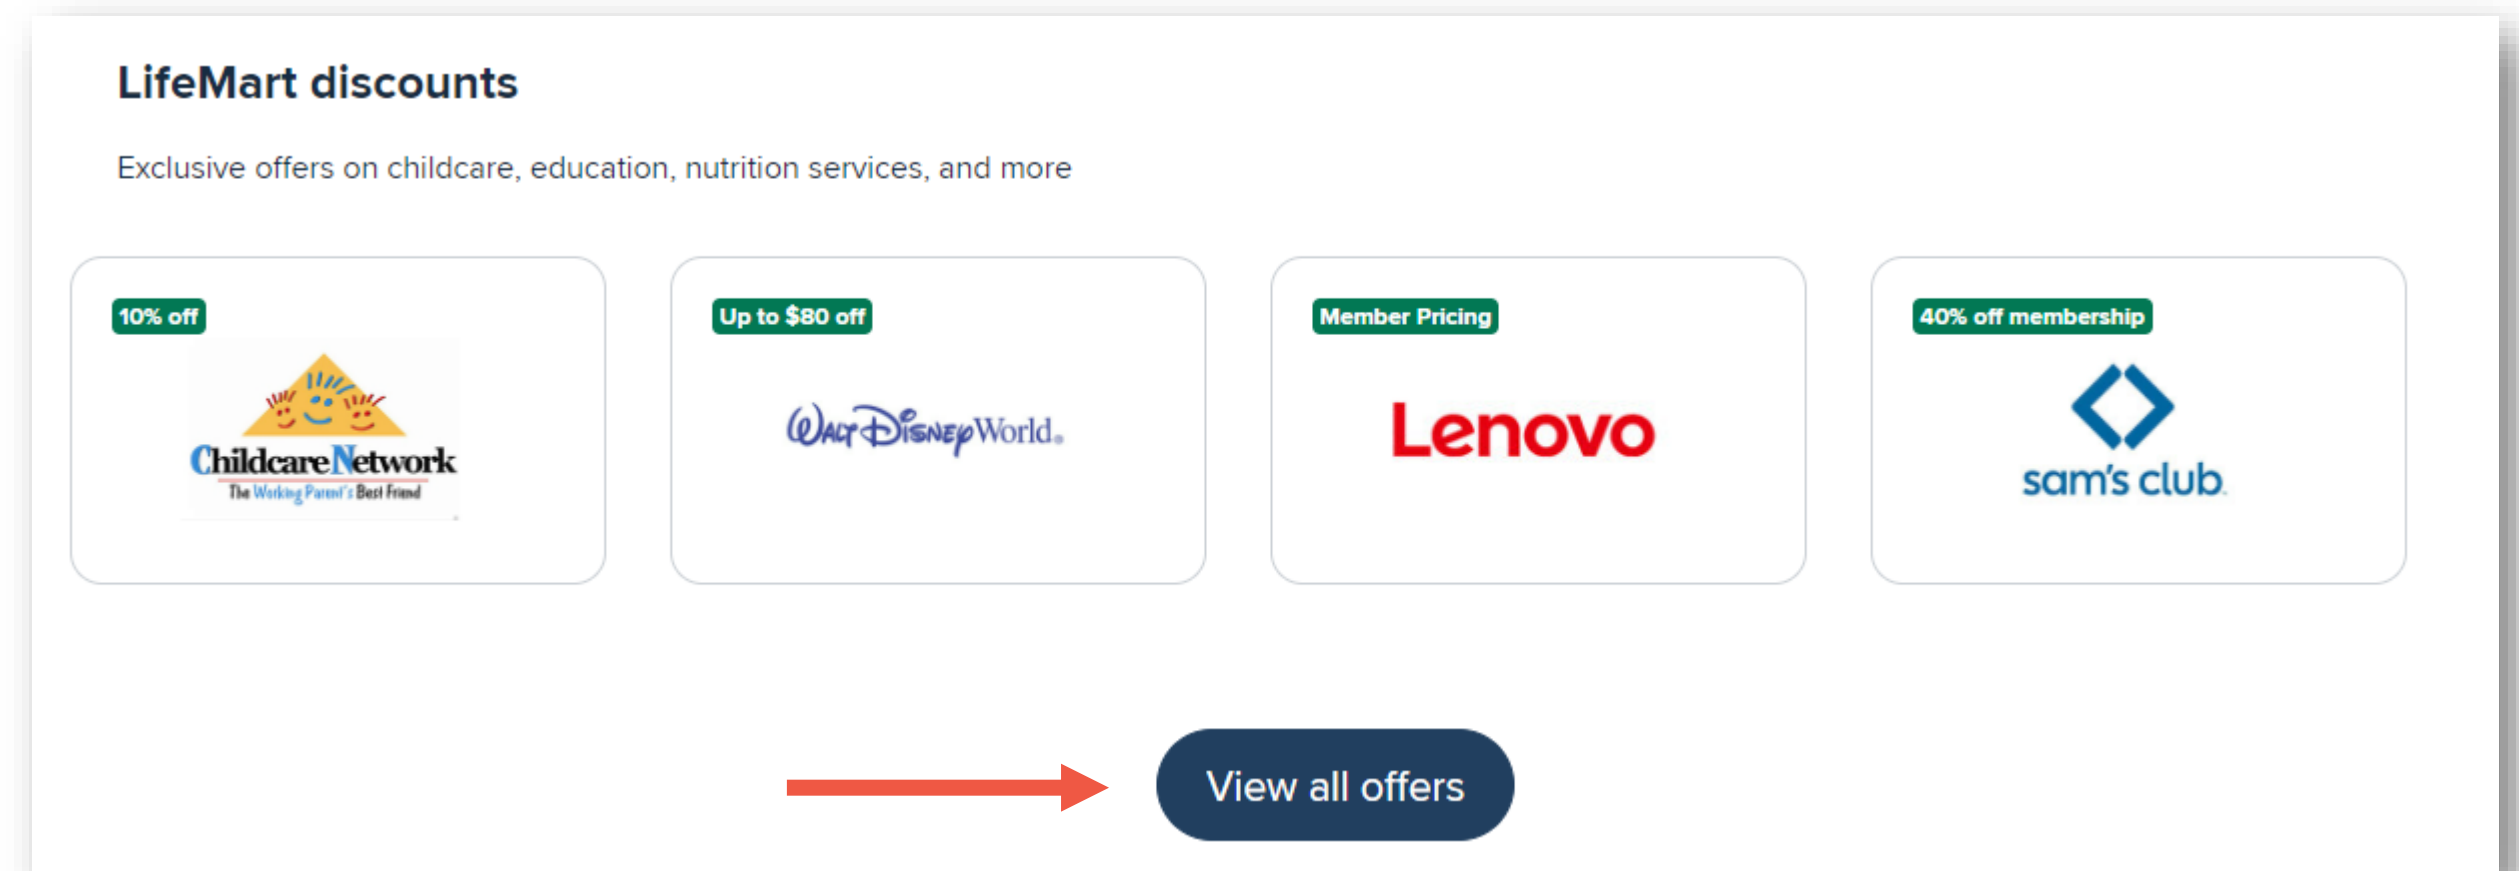 LifeMart discounts
Exclusive offers on childcare, education, nutrition services, and more
10% off
Childcare Network
The Working Parent's Best Friend
Up to $80 off
Walt Disney World®
Member Pricing
Lenovo
40% off membership
sam's club
View all offers